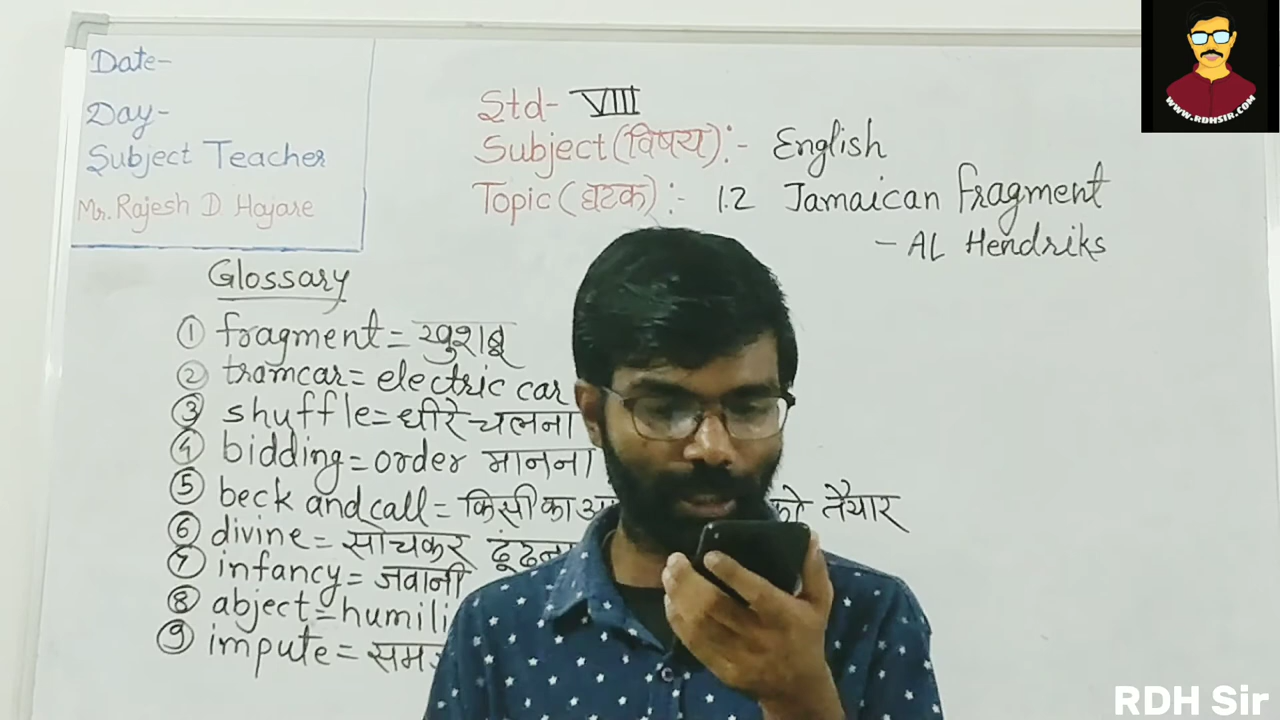 Date-
Day-
Subject Teacher
Mr. Rajesh D Hajare
Std- VIII
Subject (विषय):- English
Topic (घटक):- 1.2 Jamaican Fragment
- AL Hendriks
WWW.RDHSIR.COM
Glossary
① fragment = खुशबू
② tramcar = electric car
③ shuffle = धीरे चलना
④ bidding = order मानना
⑤ beck and call = किसी का को तैयार
⑥ divine = सोचकर ढूंढना
⑦ infancy = जवानी
⑧ abject = humili
⑨ impute =
RDH Sir